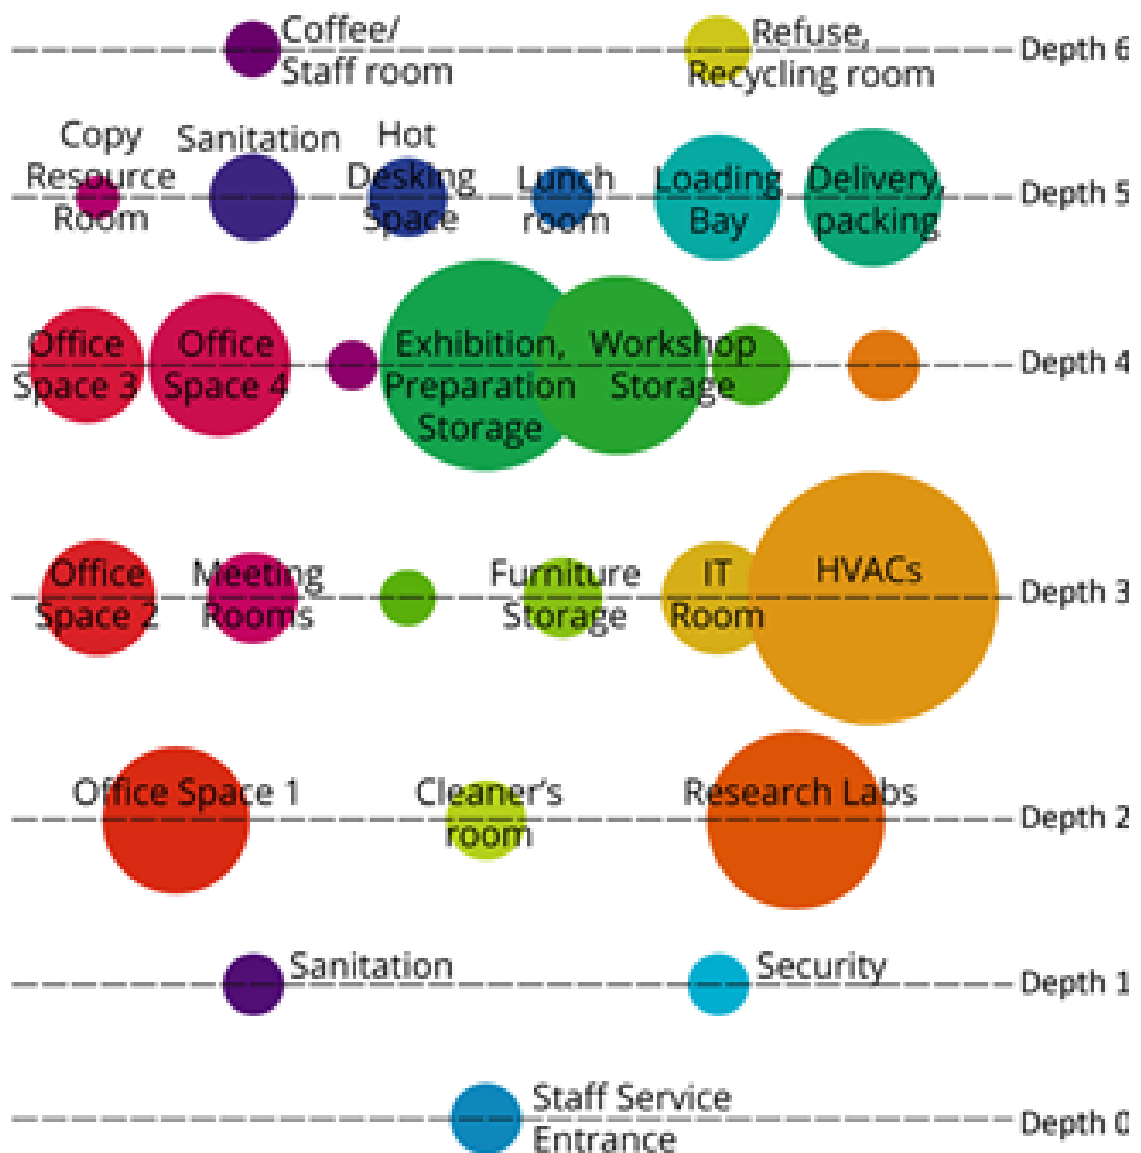 Coffee/
Staff room
Refuse,
Recycling room
Depth 6
Copy
Resource
Room
Sanitation
Hot
Desking
Space
Lunch
room
Loading
Bay
Delivery,
packing
Depth 5
Office
Space 3
Office
Space 4
Exhibition,
Preparation
Storage
Workshop
Storage
Depth 4
Office
Space 2
Meeting
Rooms
Furniture
Storage
IT
Room
HVACs
Depth 3
Office Space 1
Cleaner's
room
Research Labs
Depth 2
Sanitation
Security
Depth 1
Staff Service
Entrance
Depth 0